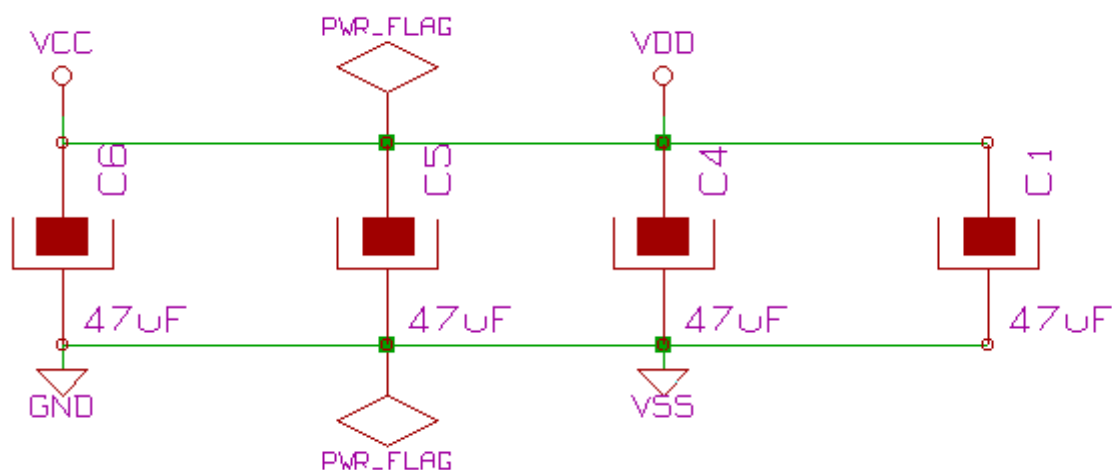 PWR_FLAG
VCC
VDD
C6
C5
C4
C1
47uF
47uF
47uF
47uF
GND
VSS
PWR_FLAG